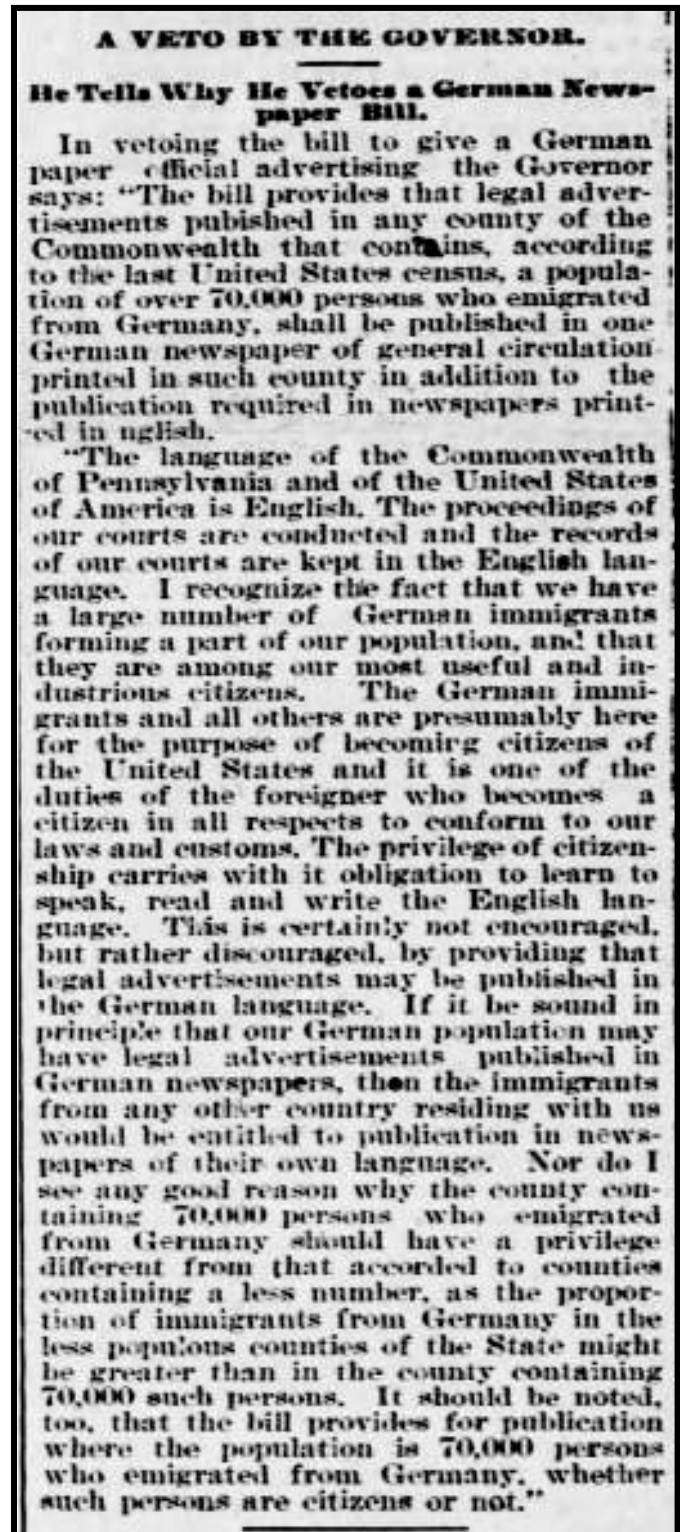 A VETO BY THE GOVERNOR.
He Tells Why He Vetoes a German News-
paper Bill.
In vetoing the bill to give a German
paper official advertising the Governor
says: "The bill provides that legal adver-
tisements pubished in any county of the
Commonwealth that contains, according
to the last United States census, a popula-
tion of over 70,000 persons who emigrated
from Germany, shall be published in one
German newspaper of general circulation
printed in such county in addition to the
publication required in newspapers print-
ed in nglish.
"The language of the Commonwealth
of Pennsylvania and of the United States
of America is English. The proceedings of
our courts are conducted and the records
of our courts are kept in the English lan-
guage. I recognize the fact that we have
a large number of German immigrants
forming a part of our population, and that
they are among our most useful and in-
dustrious citizens. The German immi-
grants and all others are presumably here
for the purpose of becoming citizens of
the United States and it is one of the
duties of the foreigner who becomes a
citizen in all respects to conform to our
laws and customs. The privilege of citizen-
ship carries with it obligation to learn to
speak, read and write the English lan-
guage. This is certainly not encouraged,
but rather discouraged, by providing that
legal advertisements may be published in
the German language. If it be sound in
principle that our German population may
have legal advertisements published in
German newspapers, then the immigrants
from any other country residing with us
would be entitled to publication in news-
papers of their own language. Nor do I
see any good reason why the county con-
taining 70,000 persons who emigrated
from Germany should have a privilege
different from that accorded to counties
containing a less number, as the propor-
tion of immigrants from Germany in the
less populous counties of the State might
be greater than in the county containing
70,000 such persons. It should be noted,
too, that the bill provides for publication
where the population is 70,000 persons
who emigrated from Germany, whether
such persons are citizens or not."